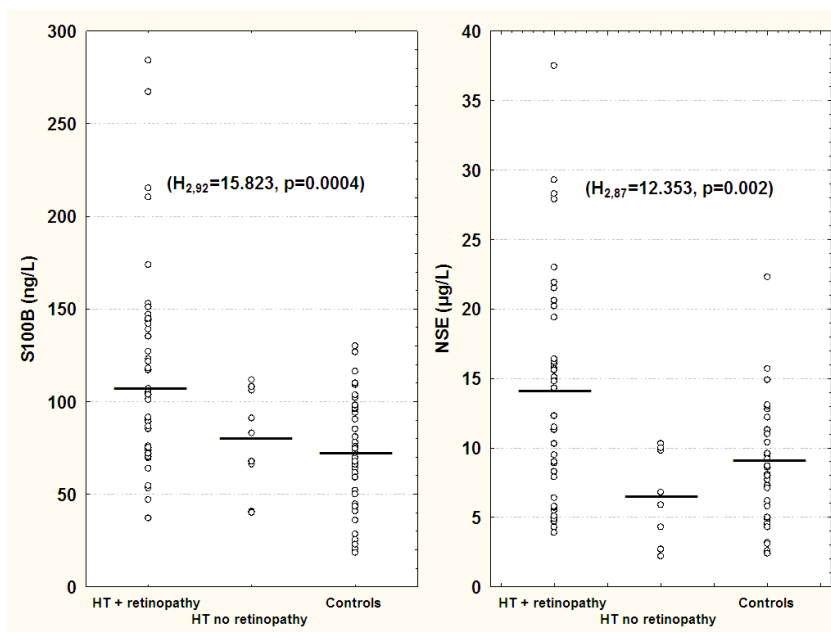 300
250
200
150
100
50
0
S100B (ng/L)
(H2,92=15.823, p=0.0004)
HT + retinopathy
HT no retinopathy
Controls
40
35
30
25
20
15
10
5
0
NSE (µg/L)
(H2,87=12.353, p=0.002)
HT + retinopathy
HT no retinopathy
Controls